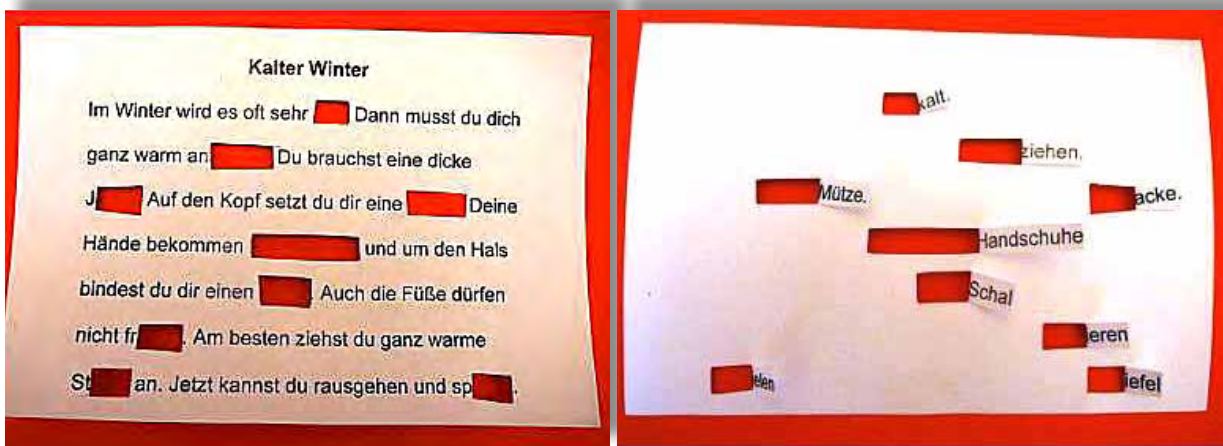 Kalter Winter
Im Winter wird es oft sehr Dann musst du dich
ganz warm an Du brauchst eine dicke
J Auf den Kopf setzt du dir eine Deine
Hände bekommen und um den Hals
bindest du dir einen . Auch die Füße dürfen
nicht fr . Am besten ziehst du ganz warme
St an. Jetzt kannst du rausgehen und sp .
kalt.
ziehen.
Mütze. acke.
Handschuhe
Schal
eren
elen iefel